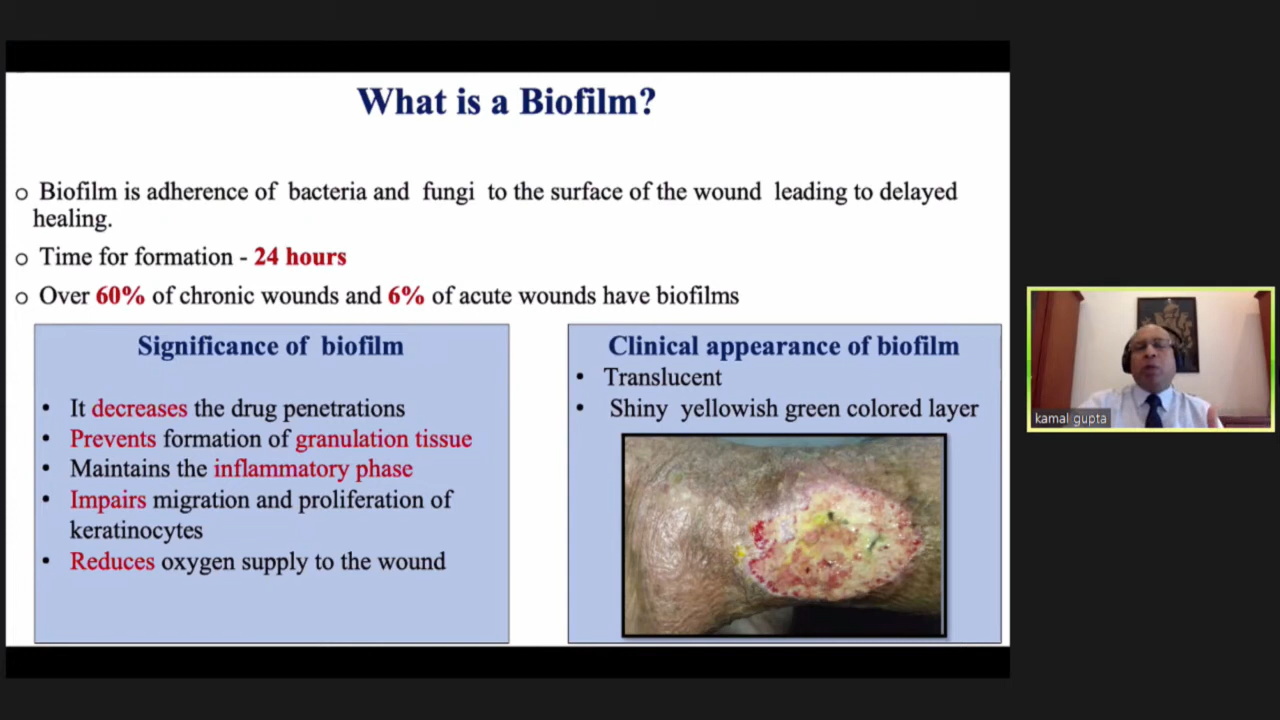 What is a Biofilm?
o Biofilm is adherence of bacteria and fungi to the surface of the wound leading to delayed
healing.
o Time for formation - 24 hours
o Over 60% of chronic wounds and 6% of acute wounds have biofilms
Significance of biofilm
• It decreases the drug penetrations
• Prevents formation of granulation tissue
• Maintains the inflammatory phase
• Impairs migration and proliferation of
keratinocytes
• Reduces oxygen supply to the wound
Clinical appearance of biofilm
• Translucent
• Shiny yellowish green colored layer
kamal gupta